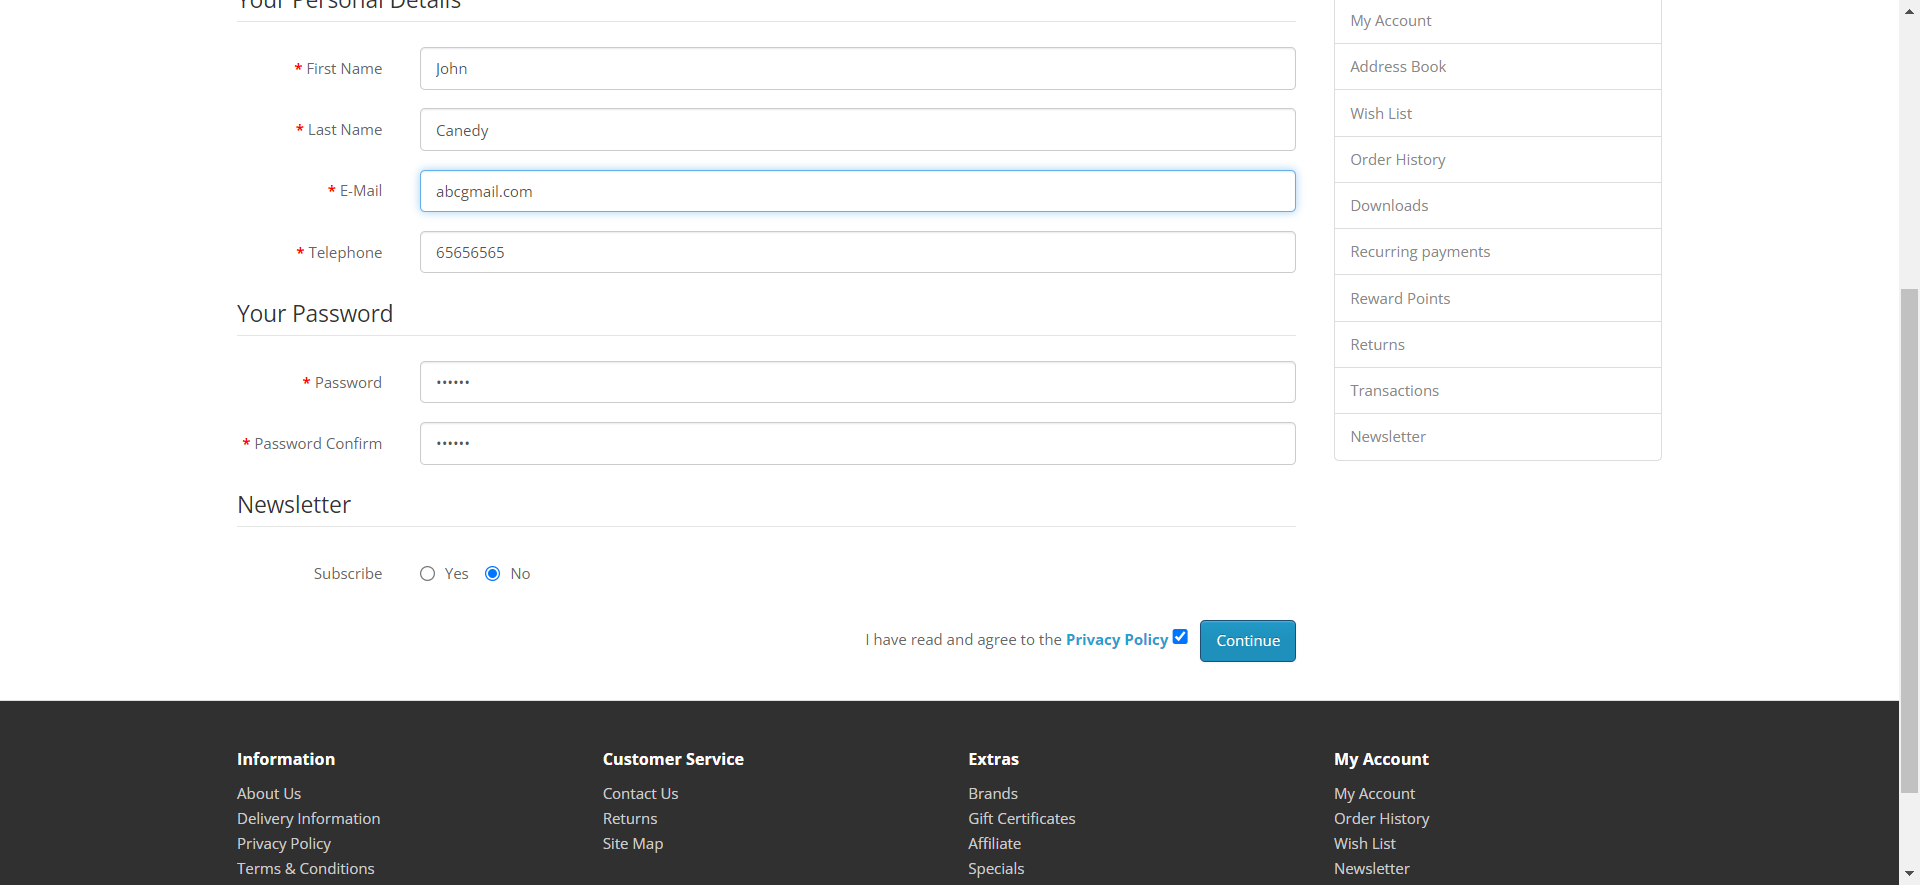 Your Personal Details
* First Name
John
* Last Name
Canedy
* E-Mail
abcgmail.com
* Telephone
65656565
Your Password
* Password
••••••
* Password Confirm
••••••
Newsletter
Subscribe
Yes
No
I have read and agree to the Privacy Policy
Continue
My Account
Address Book
Wish List
Order History
Downloads
Recurring payments
Reward Points
Returns
Transactions
Newsletter
Information
About Us
Delivery Information
Privacy Policy
Terms & Conditions
Customer Service
Contact Us
Returns
Site Map
Extras
Brands
Gift Certificates
Affiliate
Specials
My Account
My Account
Order History
Wish List
Newsletter